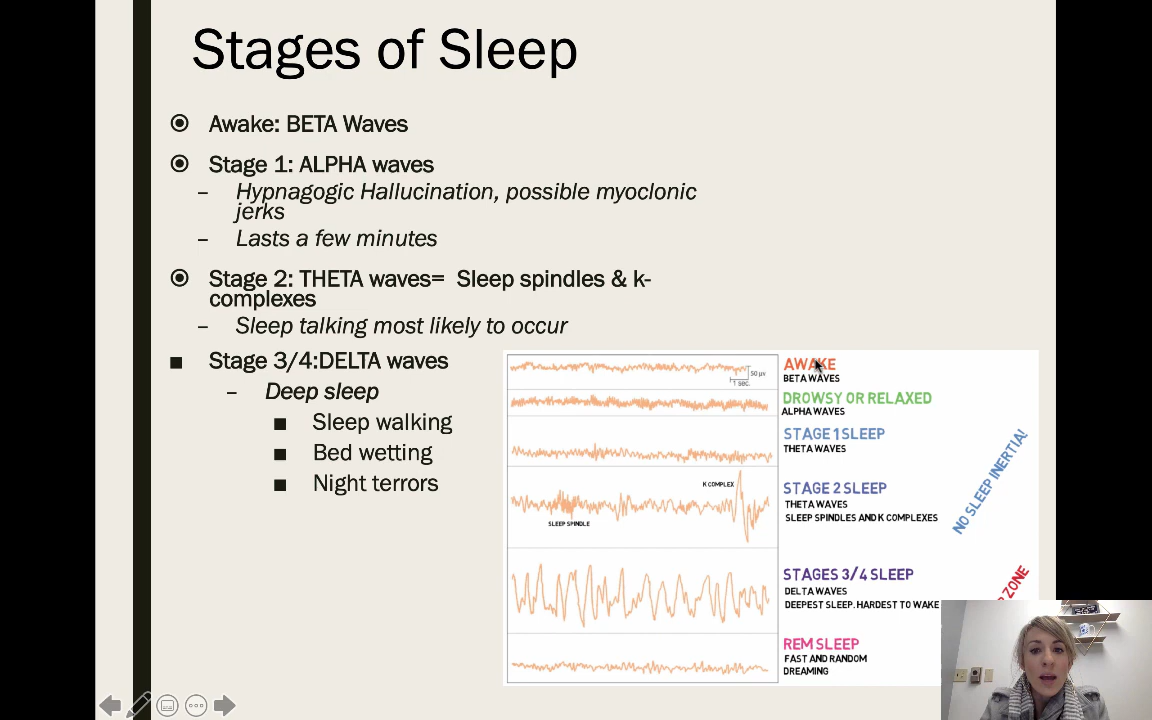 Stages of Sleep
Awake: BETA Waves
Stage 1: ALPHA waves
– Hypnagogic Hallucination, possible myoclonic
jerks
– Lasts a few minutes
Stage 2: THETA waves= Sleep spindles & k-
complexes
– Sleep talking most likely to occur
■ Stage 3/4:DELTA waves
– Deep sleep
■ Sleep walking
■ Bed wetting
■ Night terrors
50 µv
1 SEC.
AWAKE
BETA WAVES
DROWSY OR RELAXED
ALPHA WAVES
STAGE 1 SLEEP
THETA WAVES
K COMPLEX
SLEEP SPINDLE
STAGE 2 SLEEP
THETA WAVES
SLEEP SPINDLES AND K COMPLEXES
NO SLEEP INERTIA!
STAGES 3/4 SLEEP
DELTA WAVES
DEEPEST SLEEP. HARDEST TO WAKE
ZONE
REM SLEEP
FAST AND RANDOM
DREAMING